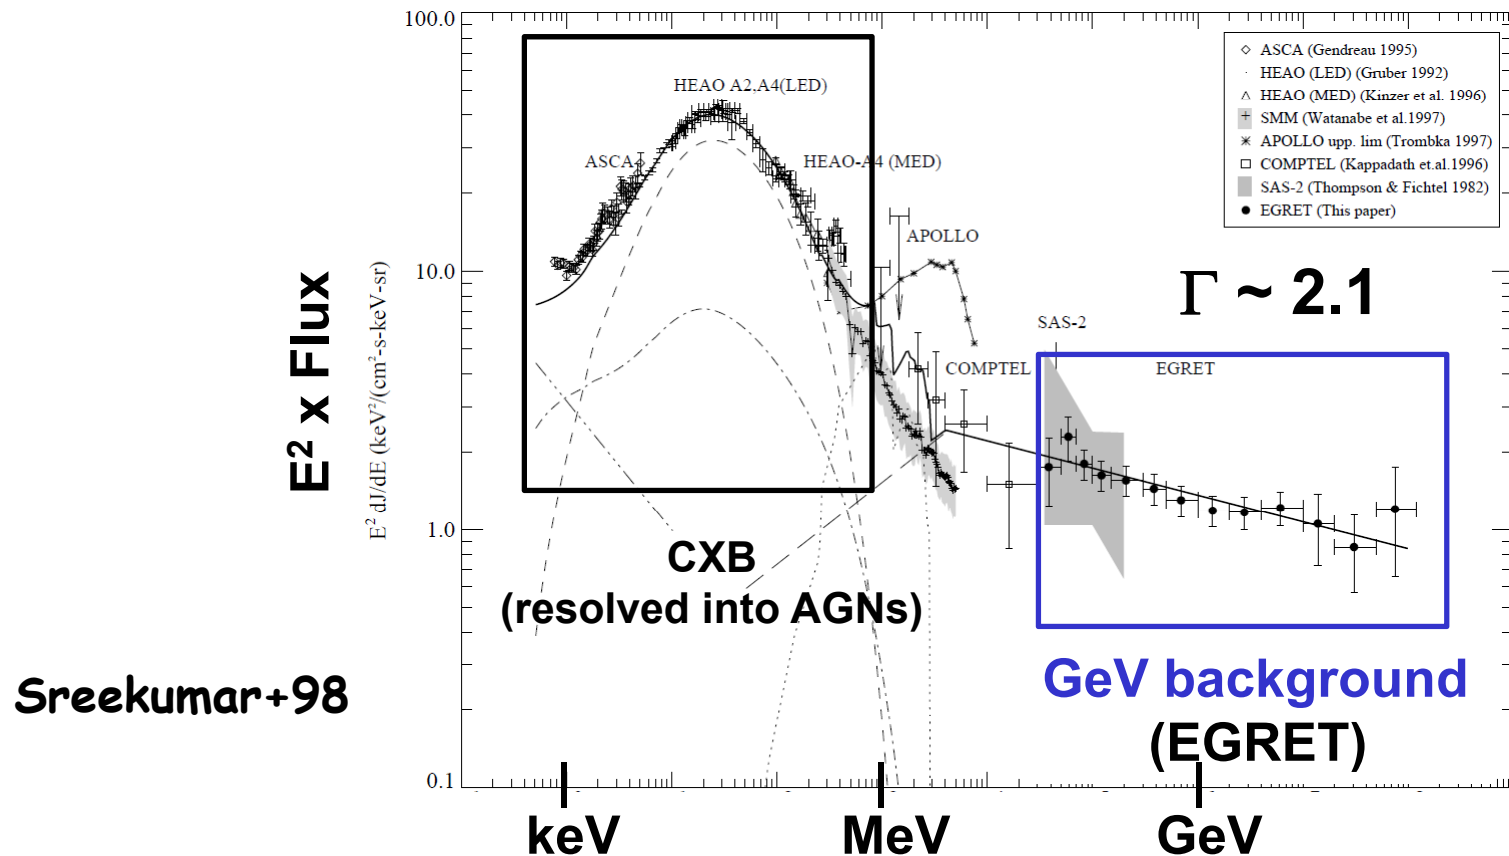 100.0
10.0
1.0
0.1
E² x Flux
E² dJ/dE (keV²/(cm²-s-keV-sr)
HEAO A2,A4(LED)
ASCA
HEAO-A4 (MED)
APOLLO
COMPTEL
SAS-2
EGRET
ASCA (Gendreau 1995)
HEAO (LED) (Gruber 1992)
HEAO (MED) (Kinzer et al. 1996)
SMM (Watanabe et al.1997)
APOLLO upp. lim (Trombka 1997)
COMPTEL (Kappadath et.al.1996)
SAS-2 (Thompson & Fichtel 1982)
EGRET (This paper)
Γ ~ 2.1
CXB
(resolved into AGNs)
GeV background
(EGRET)
Sreekumar+98
keV
MeV
GeV